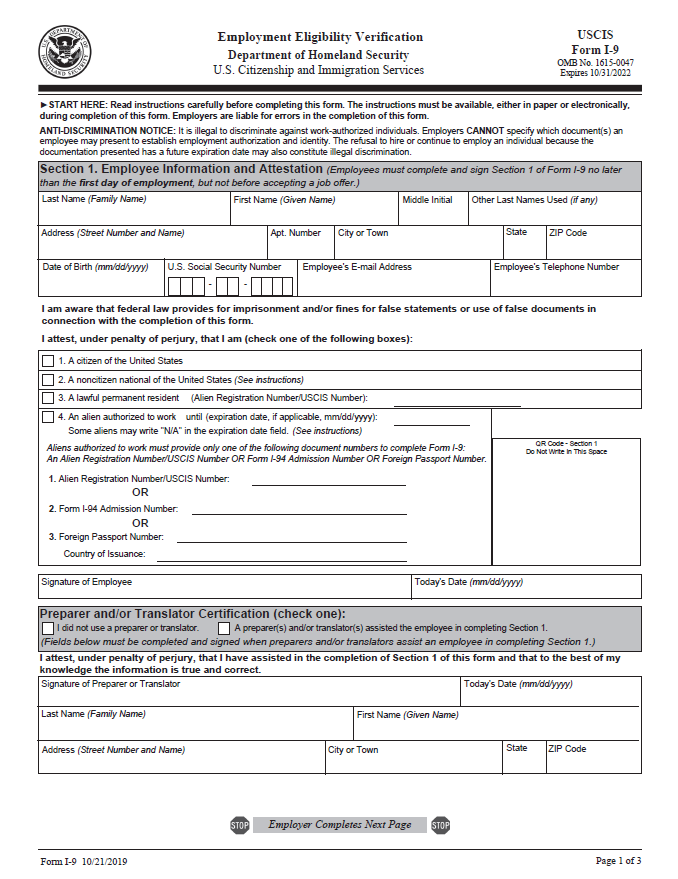 U.S. DEPARTMENT OF HOMELAND SECURITY
Employment Eligibility Verification
Department of Homeland Security
U.S. Citizenship and Immigration Services
USCIS
Form I-9
OMB No. 1615-0047
Expires 10/31/2022
►START HERE: Read instructions carefully before completing this form. The instructions must be available, either in paper or electronically,
during completion of this form. Employers are liable for errors in the completion of this form.
ANTI-DISCRIMINATION NOTICE: It is illegal to discriminate against work-authorized individuals. Employers CANNOT specify which document(s) an
employee may present to establish employment authorization and identity. The refusal to hire or continue to employ an individual because the
documentation presented has a future expiration date may also constitute illegal discrimination.
Section 1. Employee Information and Attestation (Employees must complete and sign Section 1 of Form I-9 no later
than the first day of employment, but not before accepting a job offer.)
Last Name (Family Name) First Name (Given Name) Middle Initial Other Last Names Used (if any)
Address (Street Number and Name) Apt. Number City or Town State ZIP Code
Date of Birth (mm/dd/yyyy) U.S. Social Security Number Employee's E-mail Address Employee's Telephone Number
- -
I am aware that federal law provides for imprisonment and/or fines for false statements or use of false documents in
connection with the completion of this form.
I attest, under penalty of perjury, that I am (check one of the following boxes):
1. A citizen of the United States
2. A noncitizen national of the United States (See instructions)
3. A lawful permanent resident (Alien Registration Number/USCIS Number):
4. An alien authorized to work until (expiration date, if applicable, mm/dd/yyyy):
Some aliens may write "N/A" in the expiration date field. (See instructions)
Aliens authorized to work must provide only one of the following document numbers to complete Form I-9:
An Alien Registration Number/USCIS Number OR Form I-94 Admission Number OR Foreign Passport Number.
1. Alien Registration Number/USCIS Number:
OR
2. Form I-94 Admission Number:
OR
3. Foreign Passport Number:
Country of Issuance:
QR Code - Section 1
Do Not Write In This Space
Signature of Employee Today's Date (mm/dd/yyyy)
Preparer and/or Translator Certification (check one):
I did not use a preparer or translator. A preparer(s) and/or translator(s) assisted the employee in completing Section 1.
(Fields below must be completed and signed when preparers and/or translators assist an employee in completing Section 1.)
I attest, under penalty of perjury, that I have assisted in the completion of Section 1 of this form and that to the best of my
knowledge the information is true and correct.
Signature of Preparer or Translator Today's Date (mm/dd/yyyy)
Last Name (Family Name) First Name (Given Name)
Address (Street Number and Name) City or Town State ZIP Code
STOP Employer Completes Next Page STOP
Form I-9 10/21/2019 Page 1 of 3